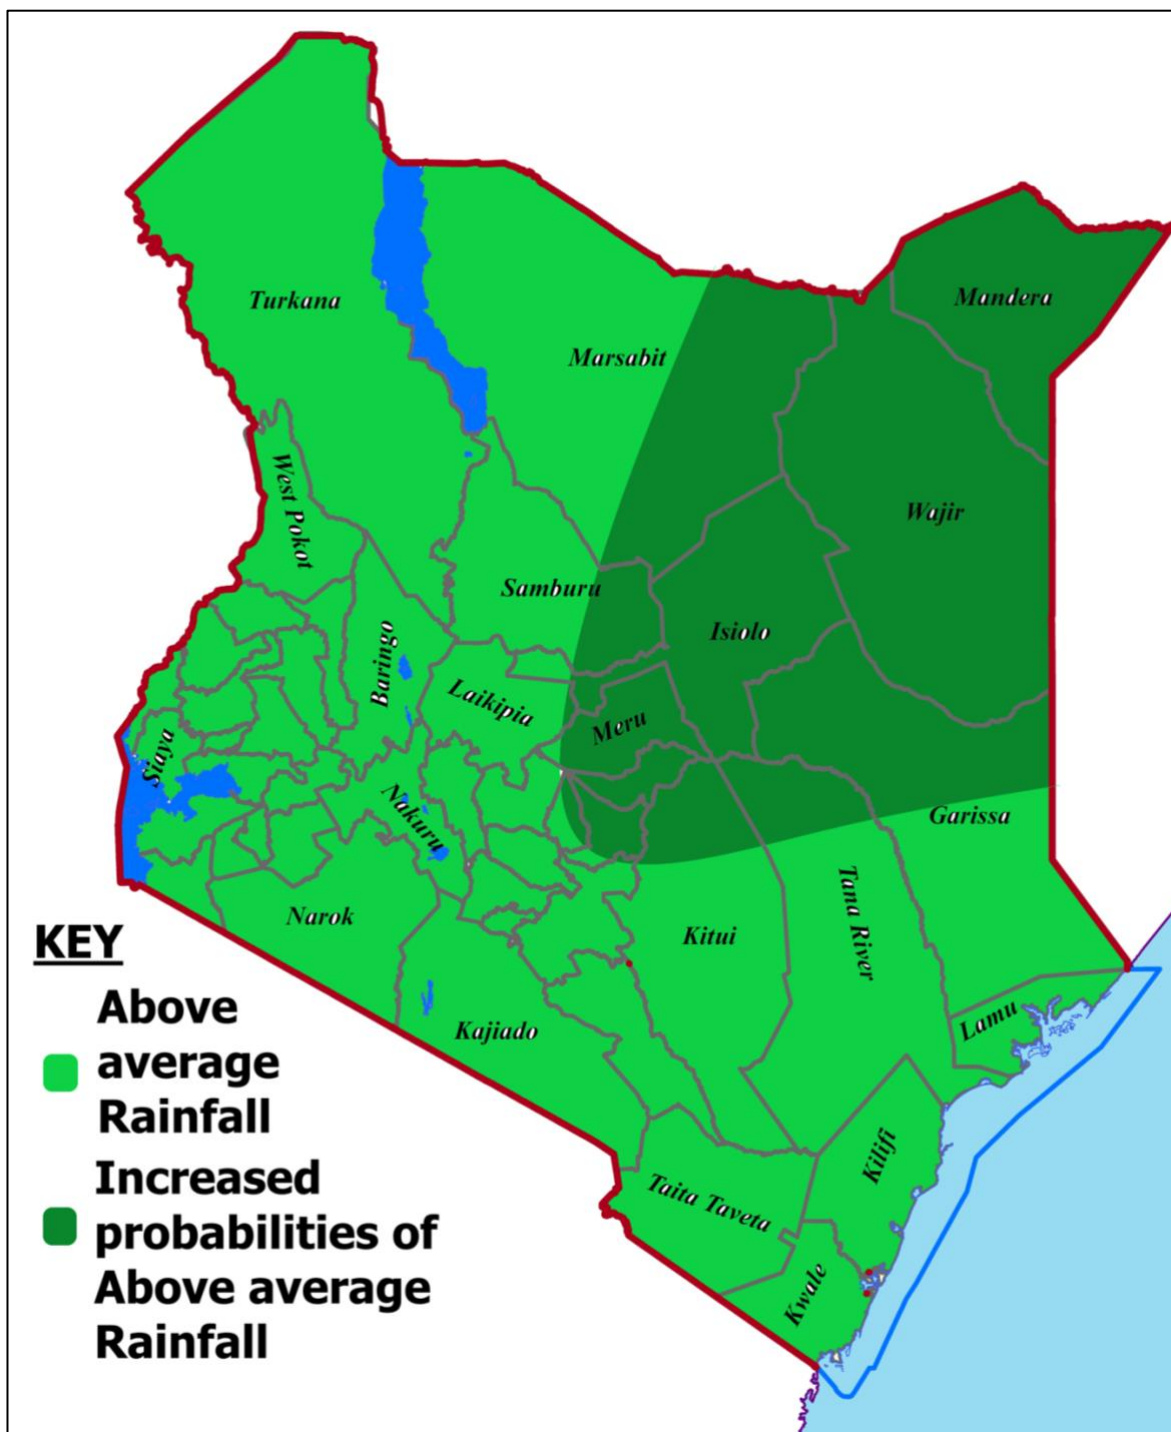 Mandera
Turkana
Marsabit
Wajir
West Pokot
Samburu
Isiolo
Baringo
Laikipia
Meru
Siaya
Nakuru
Garissa
Narok
Kitui
Tana River
Kajiado
Lamu
Kilifi
Taita Taveta
Kwale
KEY
Above
average
Rainfall
Increased
probabilities of
Above average
Rainfall